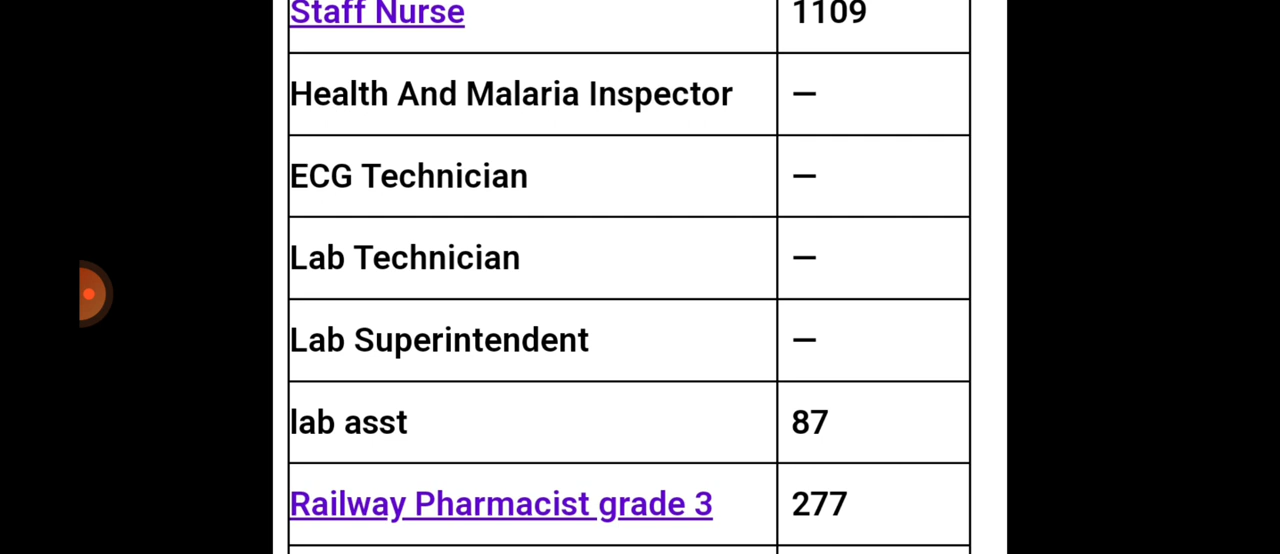 Staff Nurse 1109
Health And Malaria Inspector —
ECG Technician —
Lab Technician —
Lab Superintendent —
lab asst 87
Railway Pharmacist grade 3 277